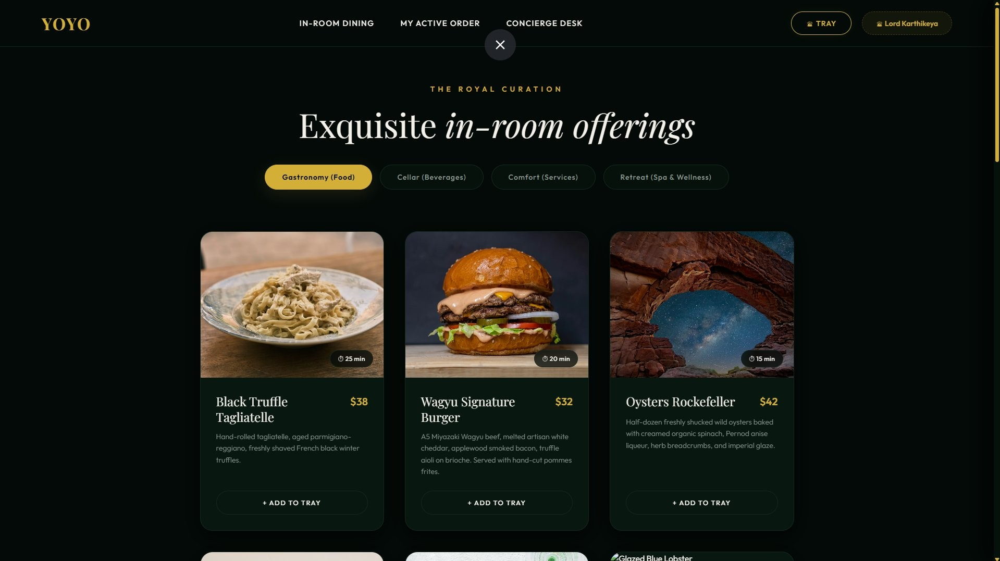 YOYO
IN-ROOM DINING
MY ACTIVE ORDER
CONCIERGE DESK
TRAY
Lord Karthikeya
THE ROYAL CURATION
Exquisite in-room offerings
Gastronomy (Food)
Cellar (Beverages)
Comfort (Services)
Retreat (Spa & Wellness)
25 min
20 min
15 min
Black Truffle
Tagliatelle
$38
Hand-rolled tagliatelle, aged parmigiano-
reggiano, freshly shaved French black winter
truffles.
+ ADD TO TRAY
Wagyu Signature
Burger
$32
A5 Miyazaki Wagyu beef, melted artisan white
cheddar, applewood smoked bacon, truffle
aioli on brioche. Served with hand-cut pommes
frites.
+ ADD TO TRAY
Oysters Rockefeller
$42
Half-dozen freshly shucked wild oysters baked
with creamed organic spinach, Pernod anise
liqueur, herb breadcrumbs, and imperial glaze.
+ ADD TO TRAY
Glazed Blue Lobster